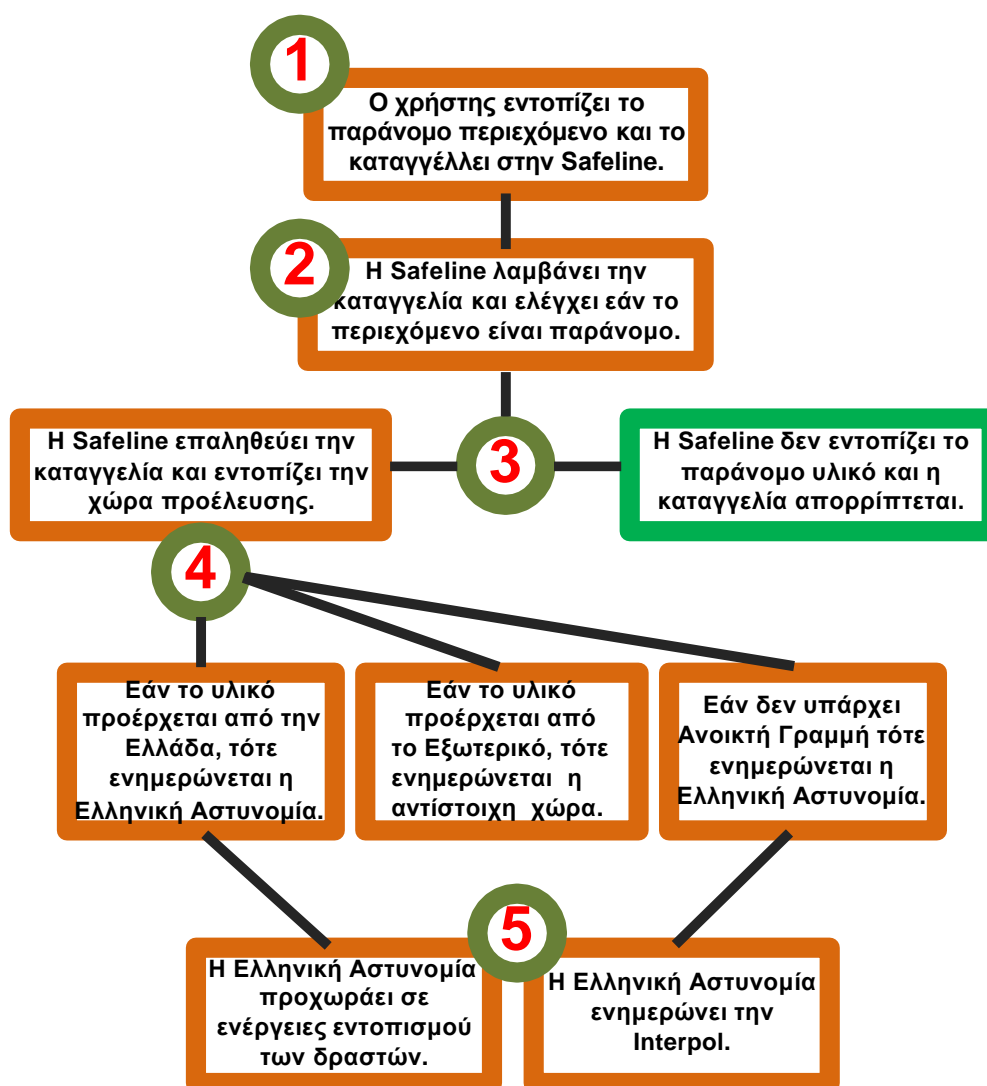 1
Ο χρήστης εντοπίζει το
παράνομο περιεχόμενο και το
καταγγέλλει στην Safeline.
2
Η Safeline λαμβάνει την
καταγγελία και ελέγχει εάν το
περιεχόμενο είναι παράνομο.
3
Η Safeline επαληθεύει την
καταγγελία και εντοπίζει την
χώρα προέλευσης.
Η Safeline δεν εντοπίζει το
παράνομο υλικό και η
καταγγελία απορρίπτεται.
4
Εάν το υλικό
προέρχεται από την
Ελλάδα, τότε
ενημερώνεται η
Ελληνική Αστυνομία.
Εάν το υλικό
προέρχεται από
το Εξωτερικό, τότε
ενημερώνεται η
αντίστοιχη χώρα.
Εάν δεν υπάρχει
Ανοικτή Γραμμή τότε
ενημερώνεται η
Ελληνική Αστυνομία.
5
Η Ελληνική Αστυνομία
προχωράει σε
ενέργειες εντοπισμού
των δραστών.
Η Ελληνική Αστυνομία
ενημερώνει την
Interpol.